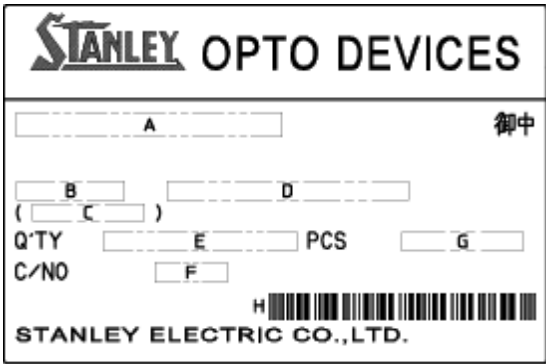 STANLEY OPTO DEVICES
A 御中
B D
( C )
Q'TY E PCS G
C/NO F
H
STANLEY ELECTRIC CO.,LTD.